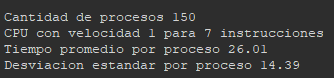 Cantidad de procesos 150
CPU con velocidad 1 para 7 instrucciones
Tiempo promedio por proceso 26.01
Desviacion estandar por proceso 14.39